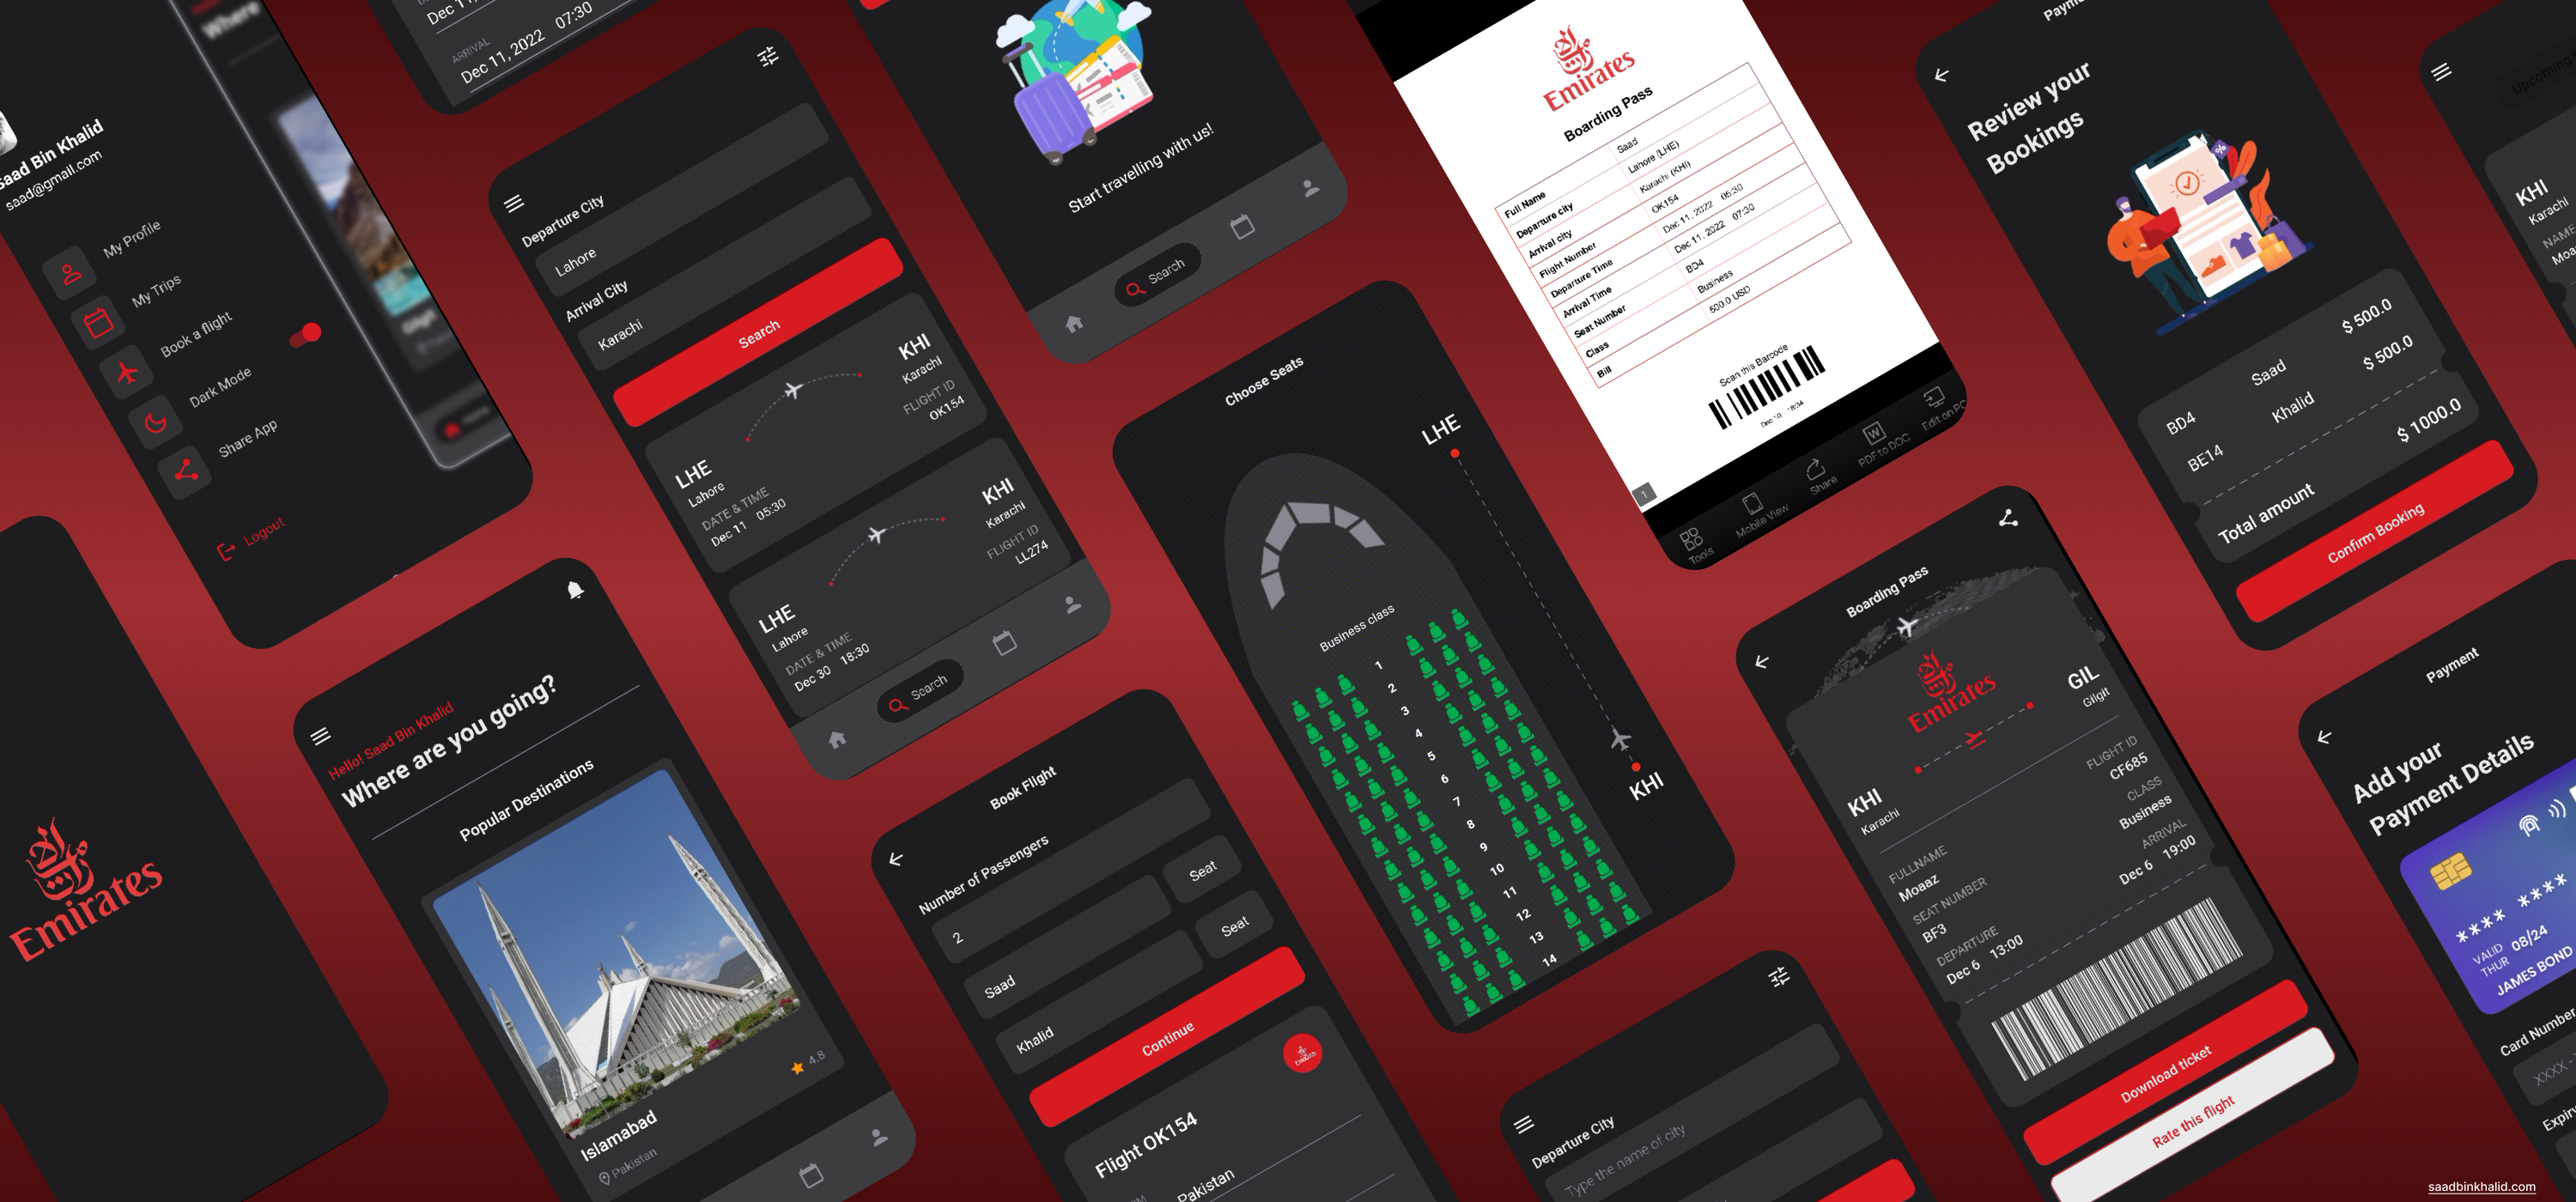 Saad Bin Khalid
saad@gmail.com
My Profile
My Trips
Book a flight
Dark Mode
Share App
Logout
Where
Emirates
ARRIVAL
Dec 11, 2022 07:30
Departure City
Lahore
Arrival City
Karachi
Search
LHE
Lahore
KHI
Karachi
DATE & TIME
Dec 11 05:30
FLIGHT ID
OK154
LHE
Lahore
KHI
Karachi
DATE & TIME
Dec 30 18:30
FLIGHT ID
LL274
Search
Hello! Saad Bin Khalid
Where are you going?
Popular Destinations
Islamabad
Pakistan
4.8
Start travelling with us!
Search
Book Flight
Number of Passengers
2
Saad
Seat
Khalid
Seat
Continue
Emirates
Flight OK154
Pakistan
Choose Seats
LHE
KHI
Business class
1
2
3
4
5
6
7
8
9
10
11
12
13
14
Emirates
Boarding Pass
Full Name Saad
Departure city Lahore (LHE)
Arrival city Karachi (KHI)
Flight Number OK154
Departure Time Dec 11, 2022 05:30
Arrival Time Dec 11, 2022 07:30
Seat Number BD4
Class Business
Bill 500.0 USD
Scan this Barcode
1
Tools
Mobile View
Share
PDF to DOC
Edit on PC
Departure City
Type the name of city
Boarding Pass
Emirates
KHI
Karachi
GIL
Gilgit
FULLNAME
Moaaz
FLIGHT ID
CF685
SEAT NUMBER
BF3
CLASS
Business
DEPARTURE
Dec 6 13:00
ARRIVAL
Dec 6 19:00
Download ticket
Rate this flight
Review your
Bookings
BD4 Saad $ 500.0
BE14 Khalid $ 500.0
Total amount $ 1000.0
Confirm Booking
Upcoming
KHI
Karachi
NAME
Payment
Add your
Payment Details
**** ****
VALID
THUR 08/24
JAMES BOND
Card Number
saadbinkhalid.com